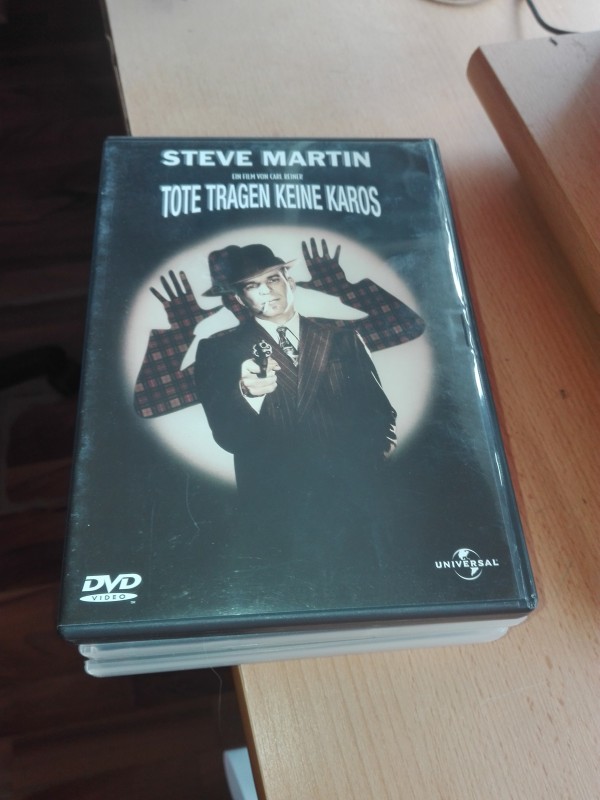 STEVE MARTIN
EIN FILM VON CARL REINER
TOTE TRAGEN KEINE KAROS
DVD
VIDEO
UNIVERSAL